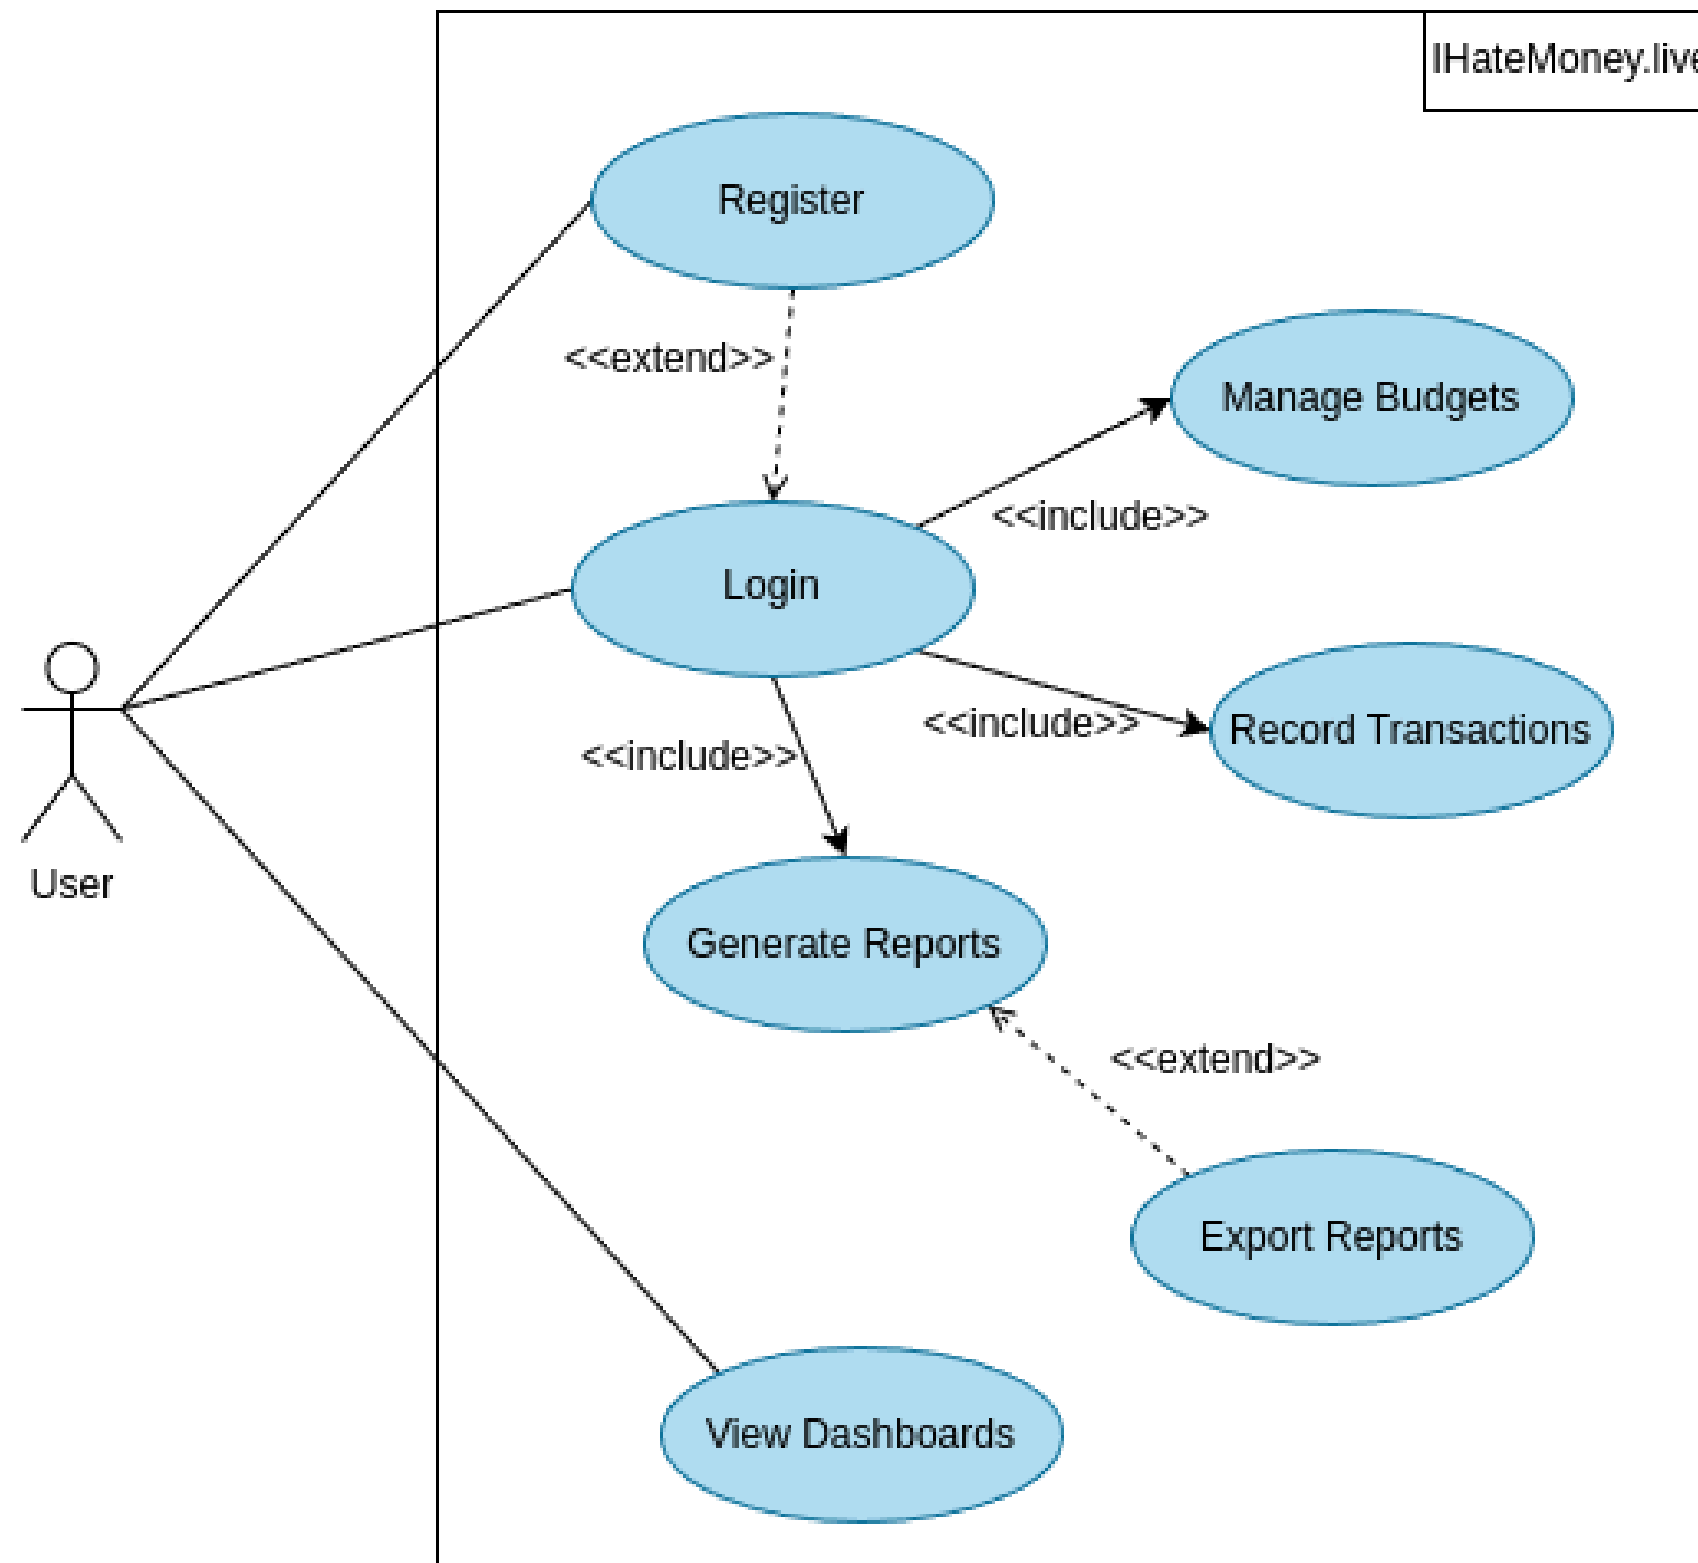 IHateMoney.live
Register
<<extend>>
Manage Budgets
<<include>>
Login
<<include>>
Record Transactions
<<include>>
User
Generate Reports
<<extend>>
Export Reports
View Dashboards